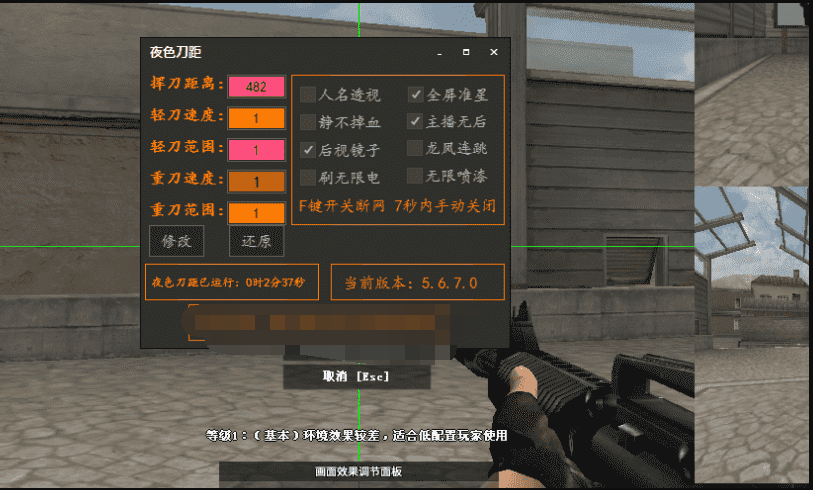 夜色刀距
挥刀距离：482
轻刀速度：1
轻刀范围：1
重刀速度：1
重刀范围：1
修改 还原
人名透视 全屏准星
静不掉血 主播无后
后视镜子 龙凤连跳
刷无限电 无限喷漆
F键开关断网 7秒内手动关闭
夜色刀距已运行：0时2分37秒
当前版本：5.6.7.0
取消 [Esc]
等级1：（基本）环境效果较差，适合低配置玩家使用
画面效果调节面板